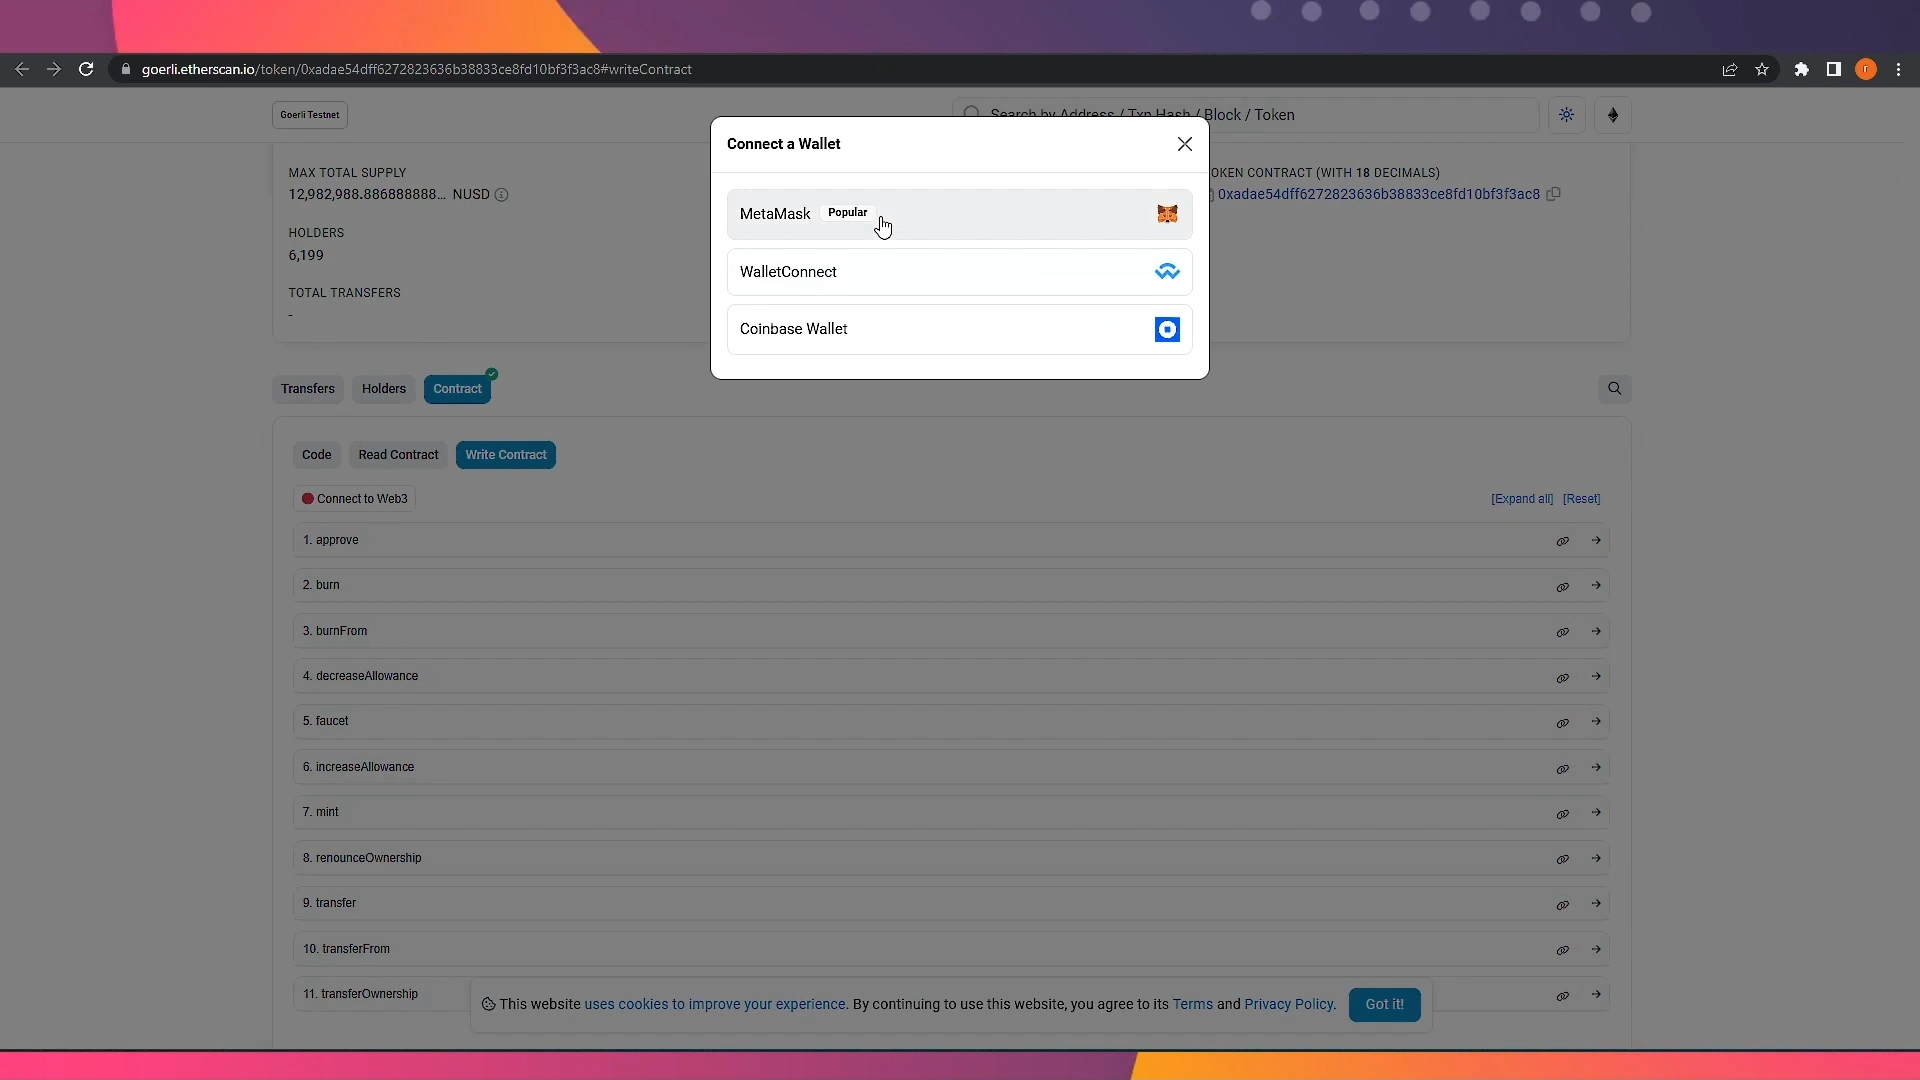 goerli.etherscan.io/token/0xadae54dff6272823636b38833ce8fd10bf3f3ac8#writeContract
r
Goerli Testnet
Search by Address / Txn Hash / Block / Token
Connect a Wallet
MetaMask Popular
WalletConnect
Coinbase Wallet
MAX TOTAL SUPPLY
12,982,988.886888888... NUSD
HOLDERS
6,199
TOTAL TRANSFERS
-
OKEN CONTRACT (WITH 18 DECIMALS)
0xadae54dff6272823636b38833ce8fd10bf3f3ac8
Transfers Holders Contract
Code Read Contract Write Contract
Connect to Web3
[Expand all] [Reset]
1. approve
2. burn
3. burnFrom
4. decreaseAllowance
5. faucet
6. increaseAllowance
7. mint
8. renounceOwnership
9. transfer
10. transferFrom
11. transferOwnership
This website uses cookies to improve your experience. By continuing to use this website, you agree to its Terms and Privacy Policy. Got it!